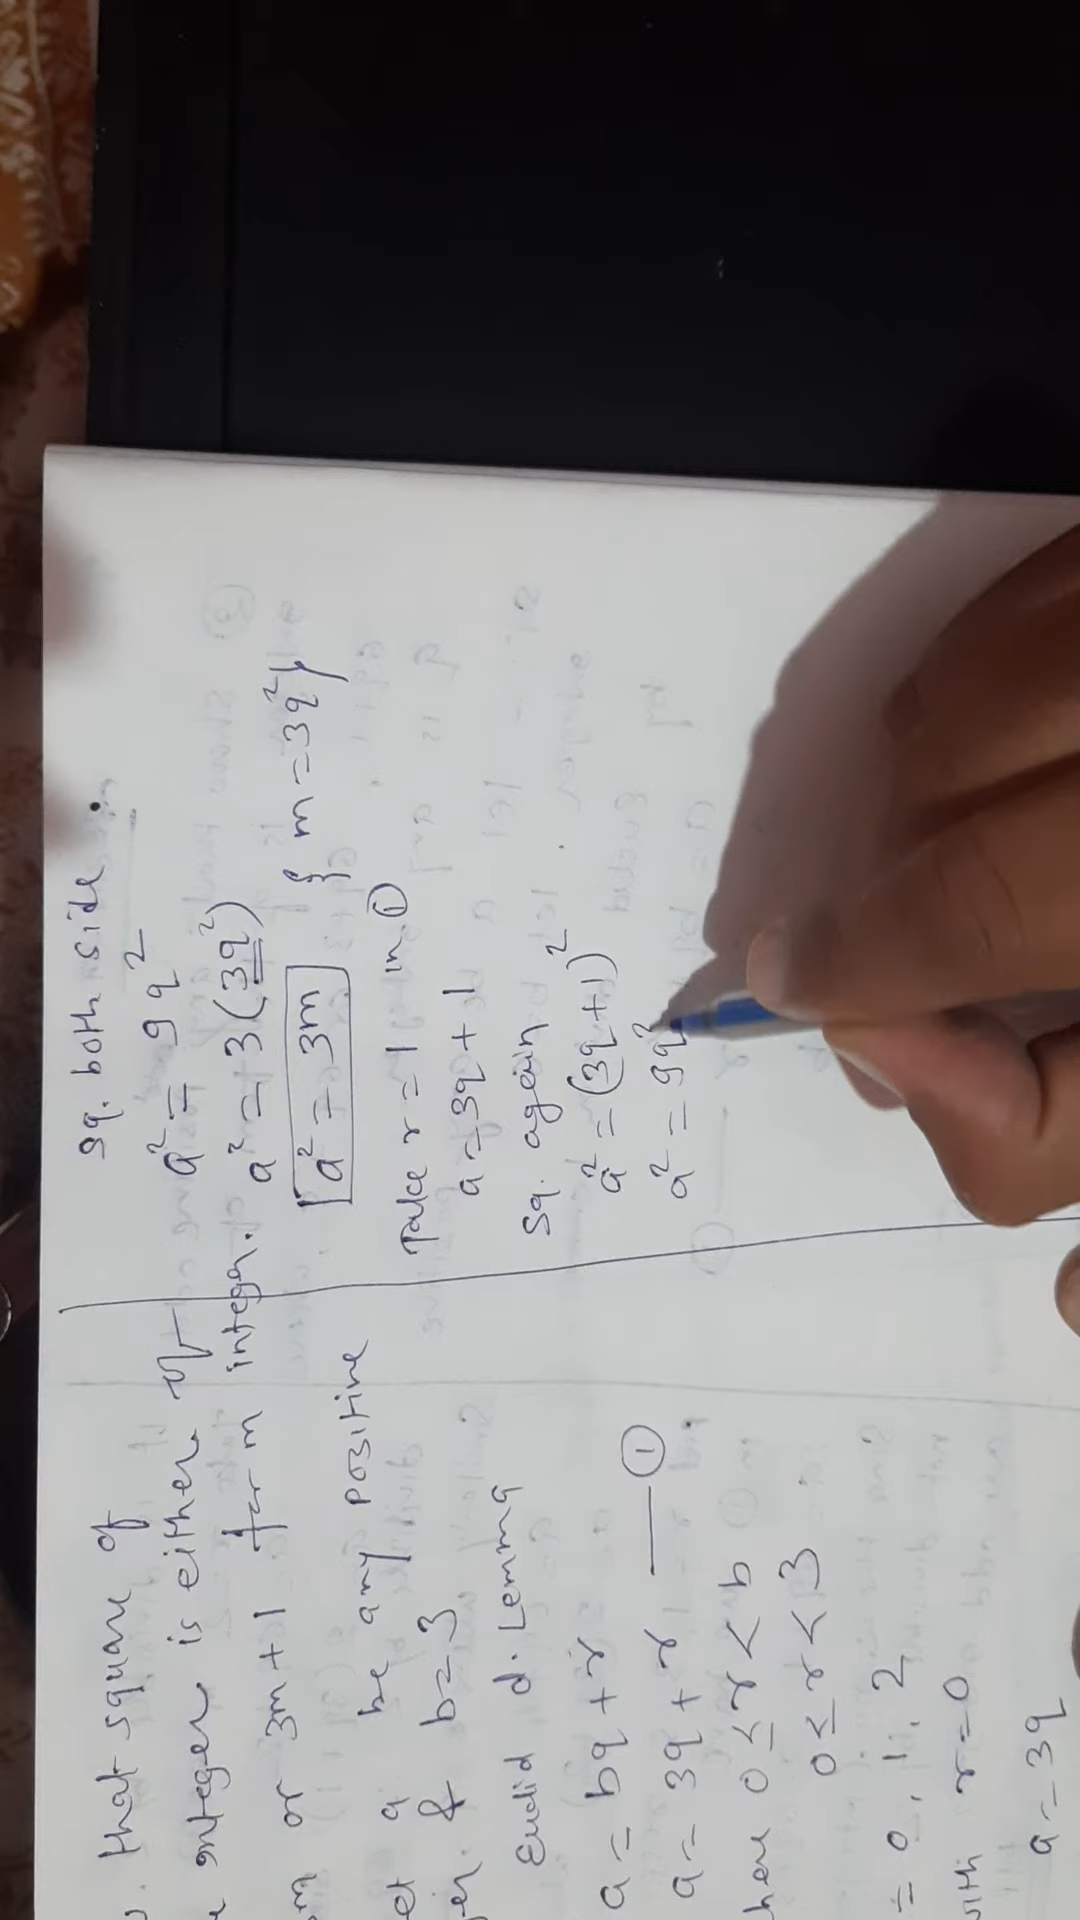 that square of
integer is either of
or 3m+1 for m integer.
a be any positive
& b=3
Euclid d. Lemma
a = bq + r
a = 3q + r —— ①
0 ≤ r < b
0 ≤ r < 3
= 0, 1, 2
r=0
a = 3q
sq. both side.
a² = 9q²
a² = 3(3q²)
a² = 3m } m = 3q²}
Take r = 1 in ①
a = 3q + 1
sq. again
a² = (3q+1)²
a² = 9q²